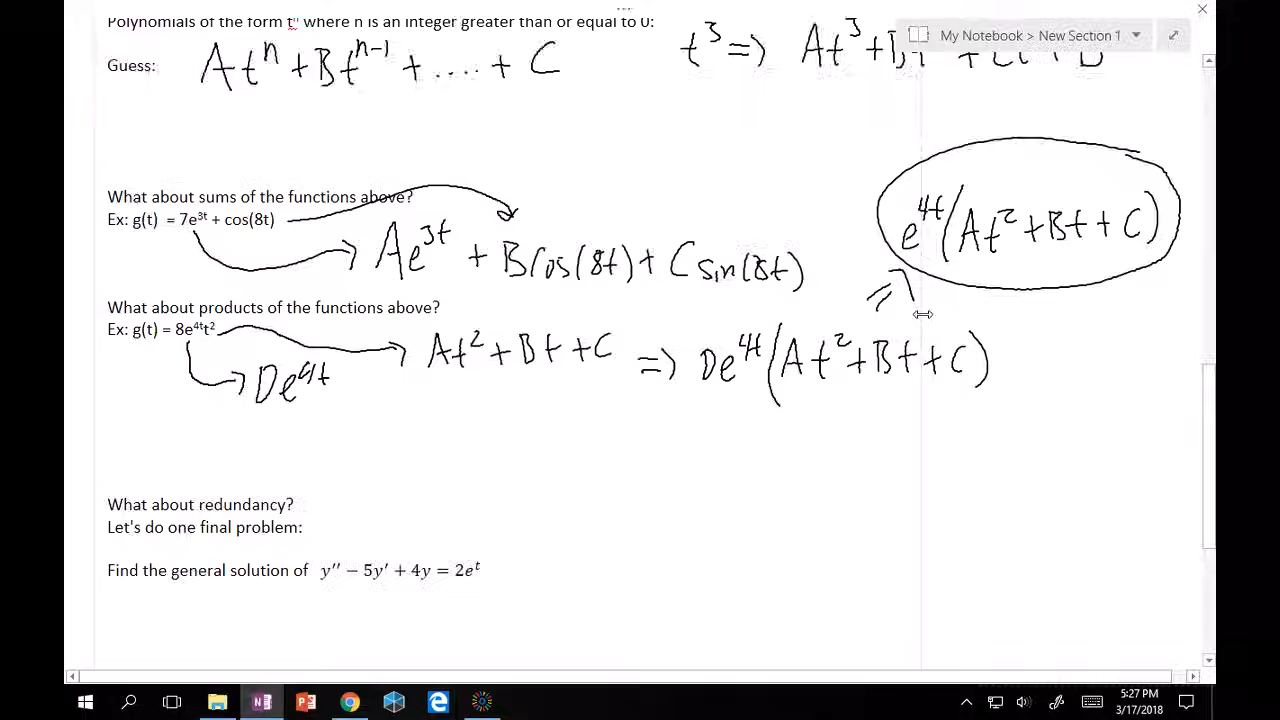 Polynomials of the form tⁿ where n is an integer greater than or equal to 0:
My Notebook > New Section 1
Guess: Atⁿ + Btⁿ⁻¹ + .... + C
t³ => At³ + Bt
What about sums of the functions above?
Ex: g(t) = 7e³ᵗ + cos(8t)
Ae³ᵗ + Bcos(8t) + Csin(8t)
e⁴ᵗ(At² + Bt + C)
=>
What about products of the functions above?
Ex: g(t) = 8e⁴ᵗt²
At² + Bt + C => De⁴ᵗ(At² + Bt + C)
De⁴ᵗ
What about redundancy?
Let's do one final problem:
Find the general solution of y′′ − 5y′ + 4y = 2eᵗ
5:27 PM
3/17/2018